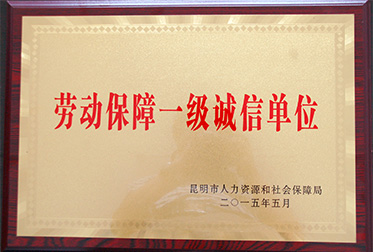 劳动保障一级诚信单位
昆明市人力资源和社会保障局
二〇一五年五月